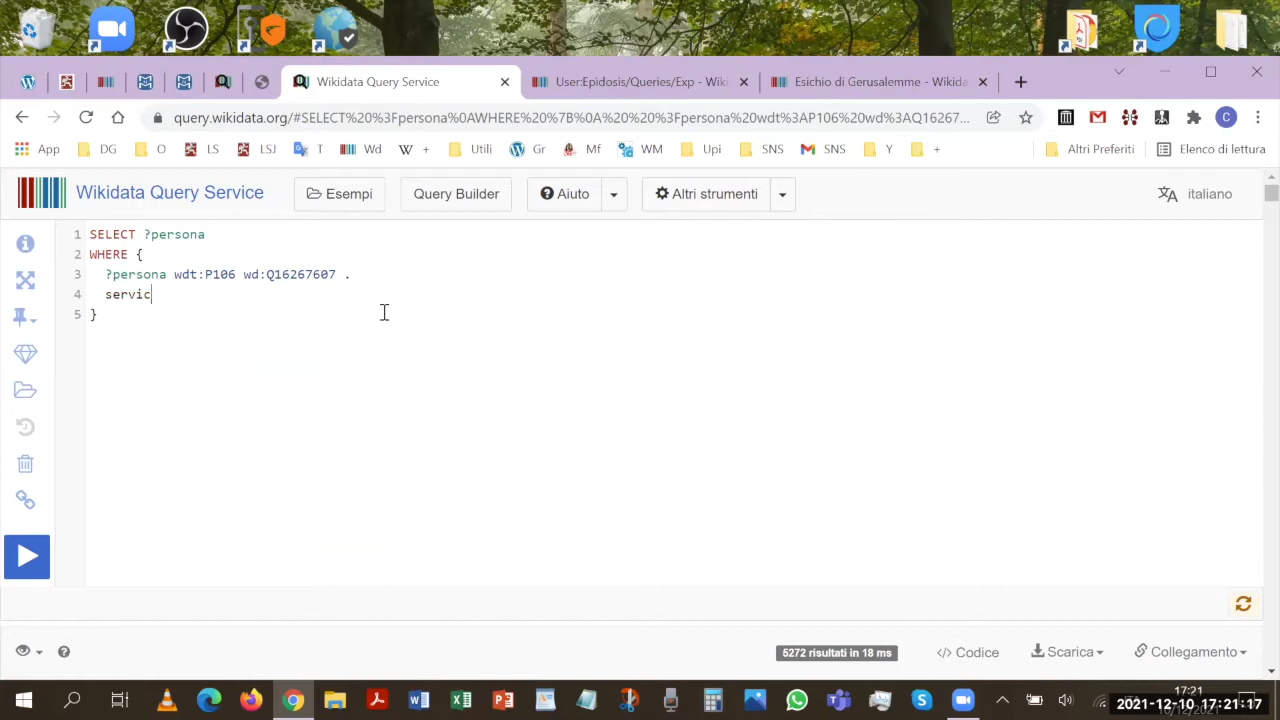 Wikidata Query Service
User:Epìdosis/Queries/Exp - Wiki
Esichio di Gerusalemme - Wikida
query.wikidata.org/#SELECT%20%3Fpersona%0AWHERE%20%7B%0A%20%20%3Fpersona%20wdt%3AP106%20wd%3AQ16267...
App
DG
O
LS
LSJ
T
Wd
+
Utili
Gr
Mf
WM
Upi
SNS
SNS
Y
+
Altri Preferiti
Elenco di lettura
Wikidata Query Service
Esempi
Query Builder
Aiuto
Altri strumenti
italiano
1 SELECT ?persona
2 WHERE {
3 ?persona wdt:P106 wd:Q16267607 .
4 servic
5 }
5272 risultati in 18 ms
</> Codice
Scarica
Collegamento
17:21
2021-12-10 17:21:17